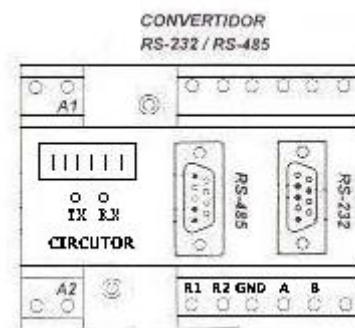 CONVERTIDOR
RS-232 / RS-485
A1
RS-485
RS-232
TX RX
CIRCUTOR
A2
R1 R2 GND A B